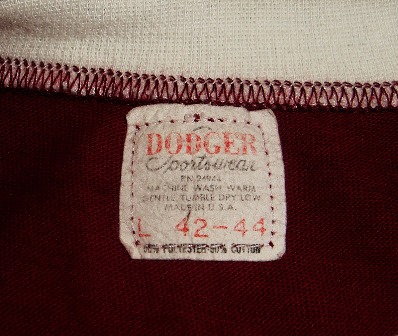 DODGER
Sportswear
RN 24944
MACHINE WASH WARM
GENTLE, TUMBLE DRY LOW
MADE IN U.S.A.
L 42-44
50% POLYESTER-50% COTTON